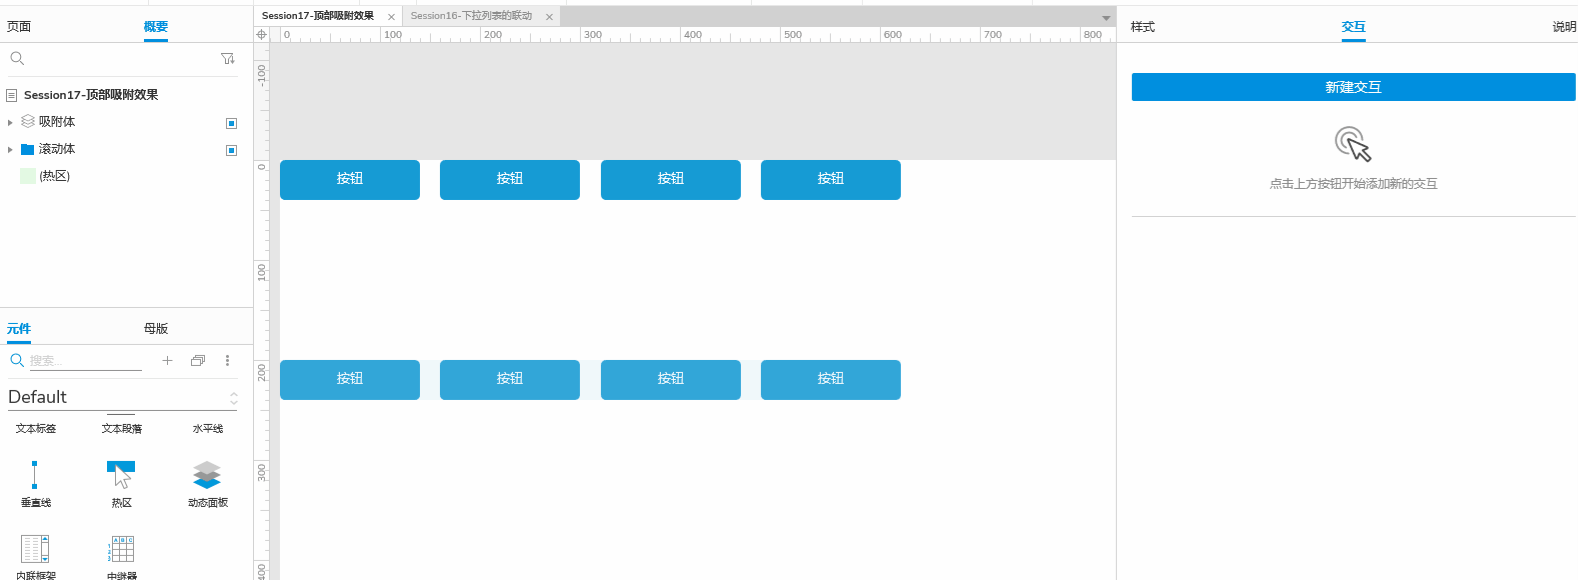 页面
概要
Session17-顶部吸附效果
吸附体
滚动体
(热区)
元件
母版
搜索...
Default
文本标签
文本段落
水平线
垂直线
热区
动态面板
内联框架
中继器
Session17-顶部吸附效果
Session16-下拉列表的联动
0 100 200 300 400 500 600 700 800
-100
0
100
200
300
400
按钮 按钮 按钮 按钮
按钮 按钮 按钮 按钮
样式
交互
说明
新建交互
点击上方按钮开始添加新的交互